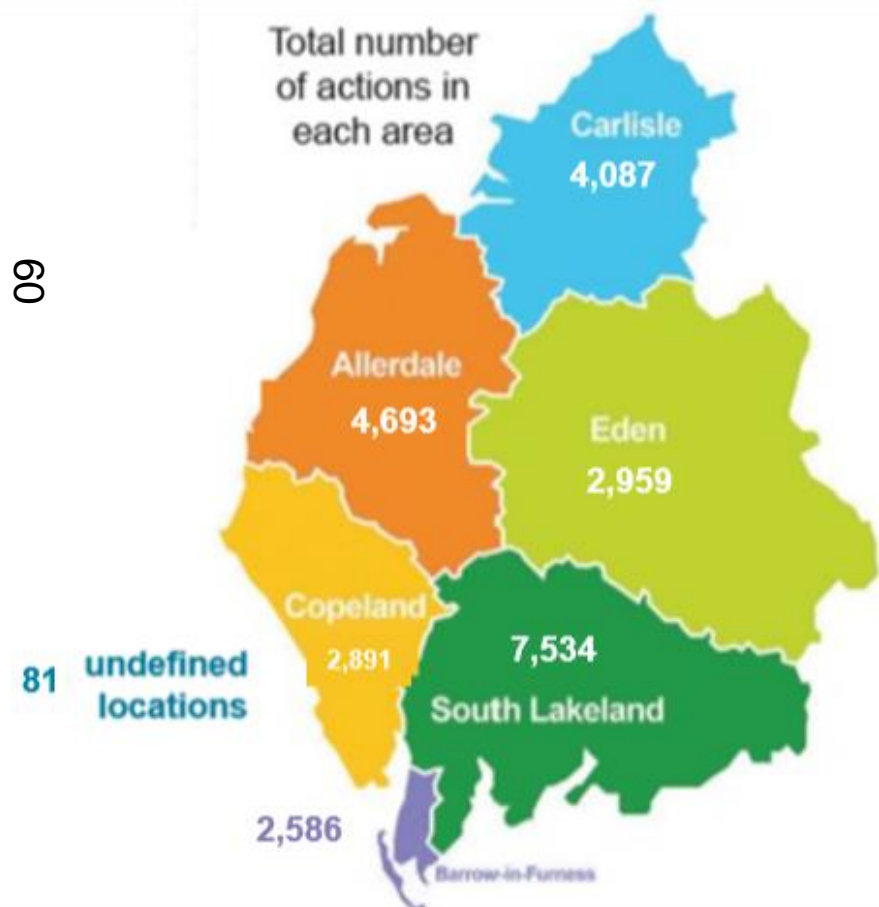 Total number
of actions in
each area
Carlisle
4,087
60
Allerdale
4,693
Eden
2,959
Copeland
2,891
7,534
South Lakeland
81 undefined
locations
2,586
Barrow-in-Furness